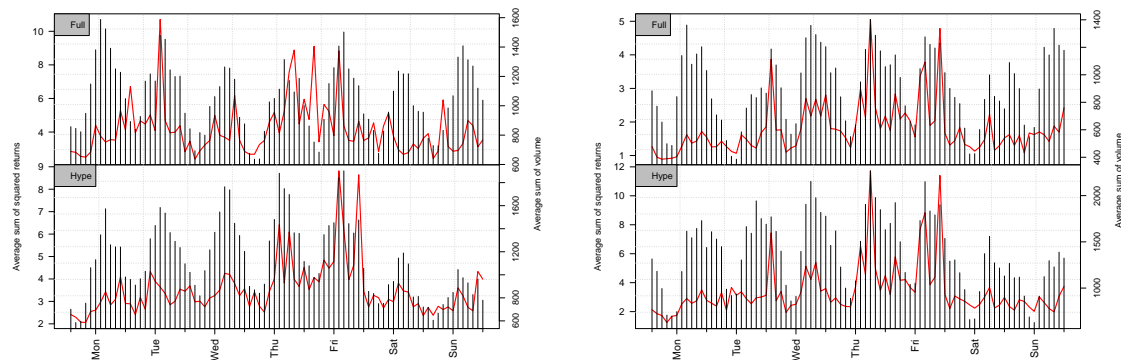 Full
10
8
6
4
1600
1400
1200
1000
800
600
Hype
9
8
7
6
5
4
3
2
1600
1400
1200
1000
800
600
Average sum of squared returns
Average sum of volume
Mon
Tue
Wed
Thu
Fri
Sat
Sun
Full
5
4
3
2
1
1400
1200
1000
800
600
400
Hype
12
10
8
6
4
2
2000
1500
1000
Average sum of squared returns
Average sum of volume
Mon
Tue
Wed
Thu
Fri
Sat
Sun